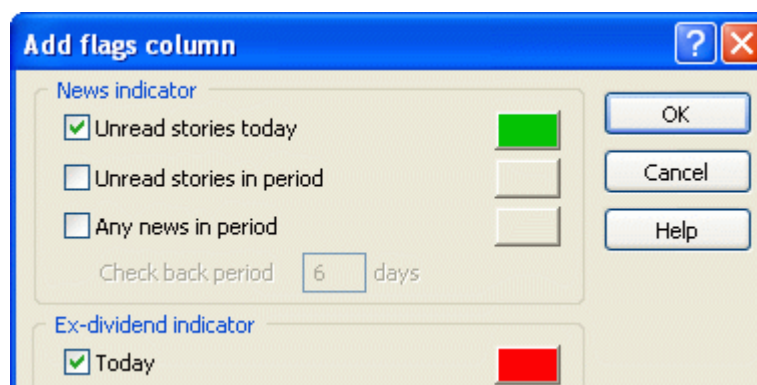 Add flags column
News indicator
Unread stories today
OK
Unread stories in period
Cancel
Any news in period
Help
Check back period 6 days
Ex-dividend indicator
Today